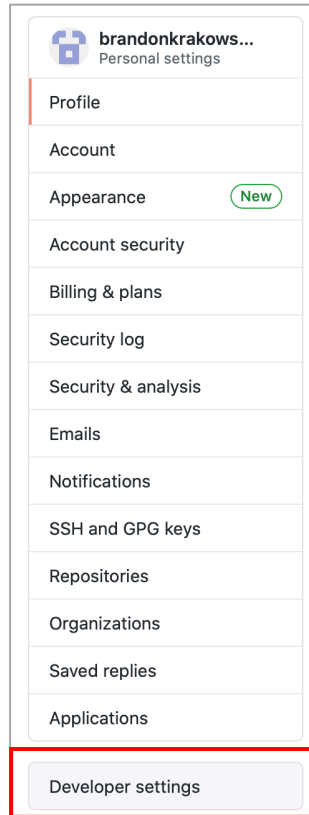 brandonkrakows...
Personal settings
Profile
Account
Appearance New
Account security
Billing & plans
Security log
Security & analysis
Emails
Notifications
SSH and GPG keys
Repositories
Organizations
Saved replies
Applications
Developer settings